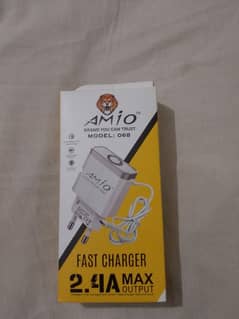 AMiO
BRAND YOU CAN TRUST
MODEL: 068
AMiO
FAST CHARGER
2.4A MAX
OUTPUT